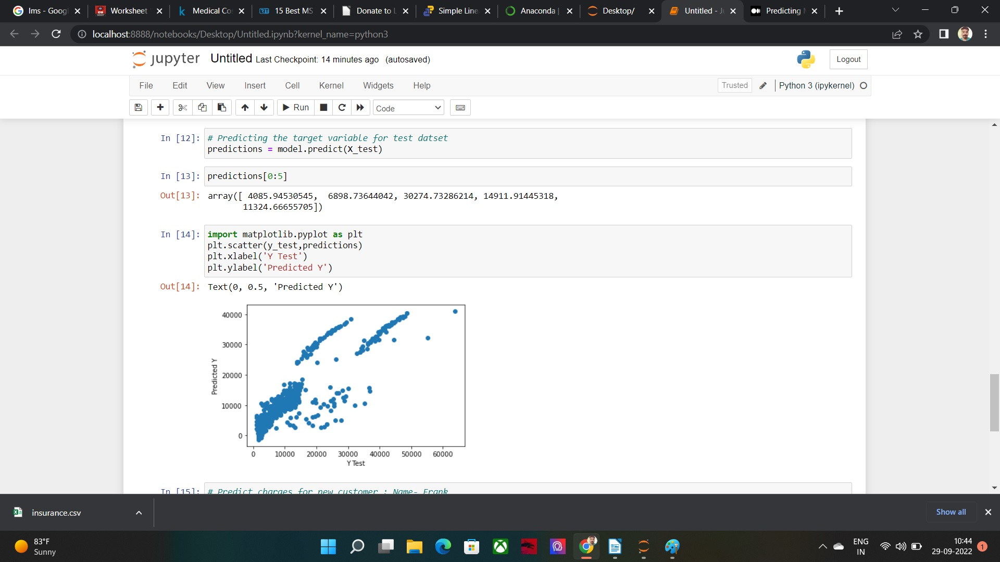 Ims - Googl
Worksheet
Medical Co
15 Best MS
Donate to L
Simple Line
Anaconda |
Desktop/
Untitled - J
Predicting
localhost:8888/notebooks/Desktop/Untitled.ipynb?kernel_name=python3
jupyter Untitled Last Checkpoint: 14 minutes ago (autosaved)
Logout
File Edit View Insert Cell Kernel Widgets Help
Trusted
Python 3 (ipykernel)
Run
Code
In [12]: # Predicting the target variable for test datset
predictions = model.predict(X_test)
In [13]: predictions[0:5]
Out[13]: array([ 4085.94530545,  6898.73644042, 30274.73286214, 14911.91445318,
11324.66655705])
In [14]: import matplotlib.pyplot as plt
plt.scatter(y_test,predictions)
plt.xlabel('Y Test')
plt.ylabel('Predicted Y')
Out[14]: Text(0, 0.5, 'Predicted Y')
40000
30000
20000
10000
0
Predicted Y
0 10000 20000 30000 40000 50000 60000
Y Test
In [15]: # Predict charges for new customer : Name- Frank
insurance.csv
Show all
83°F
Sunny
ENG
IN
10:44
29-09-2022
1